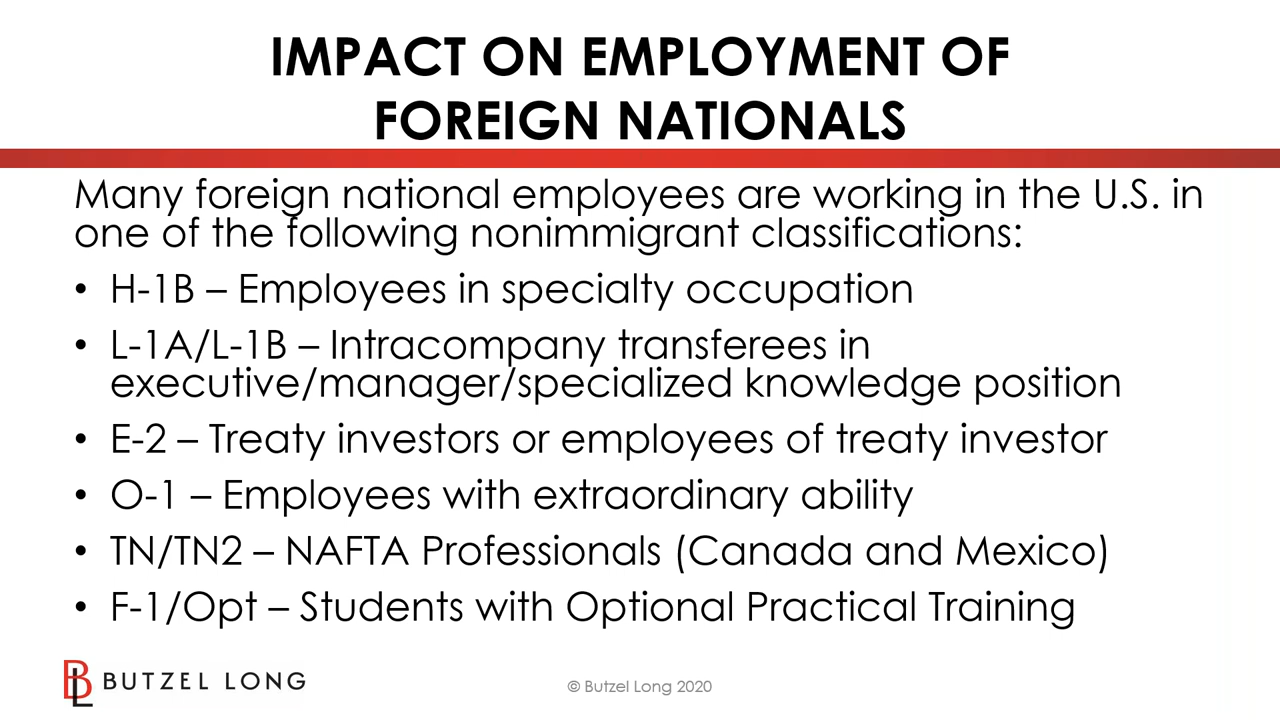 IMPACT ON EMPLOYMENT OF
FOREIGN NATIONALS
Many foreign national employees are working in the U.S. in
one of the following nonimmigrant classifications:
• H-1B – Employees in specialty occupation
• L-1A/L-1B – Intracompany transferees in
executive/manager/specialized knowledge position
• E-2 – Treaty investors or employees of treaty investor
• O-1 – Employees with extraordinary ability
• TN/TN2 – NAFTA Professionals (Canada and Mexico)
• F-1/Opt – Students with Optional Practical Training
BL BUTZEL LONG
© Butzel Long 2020